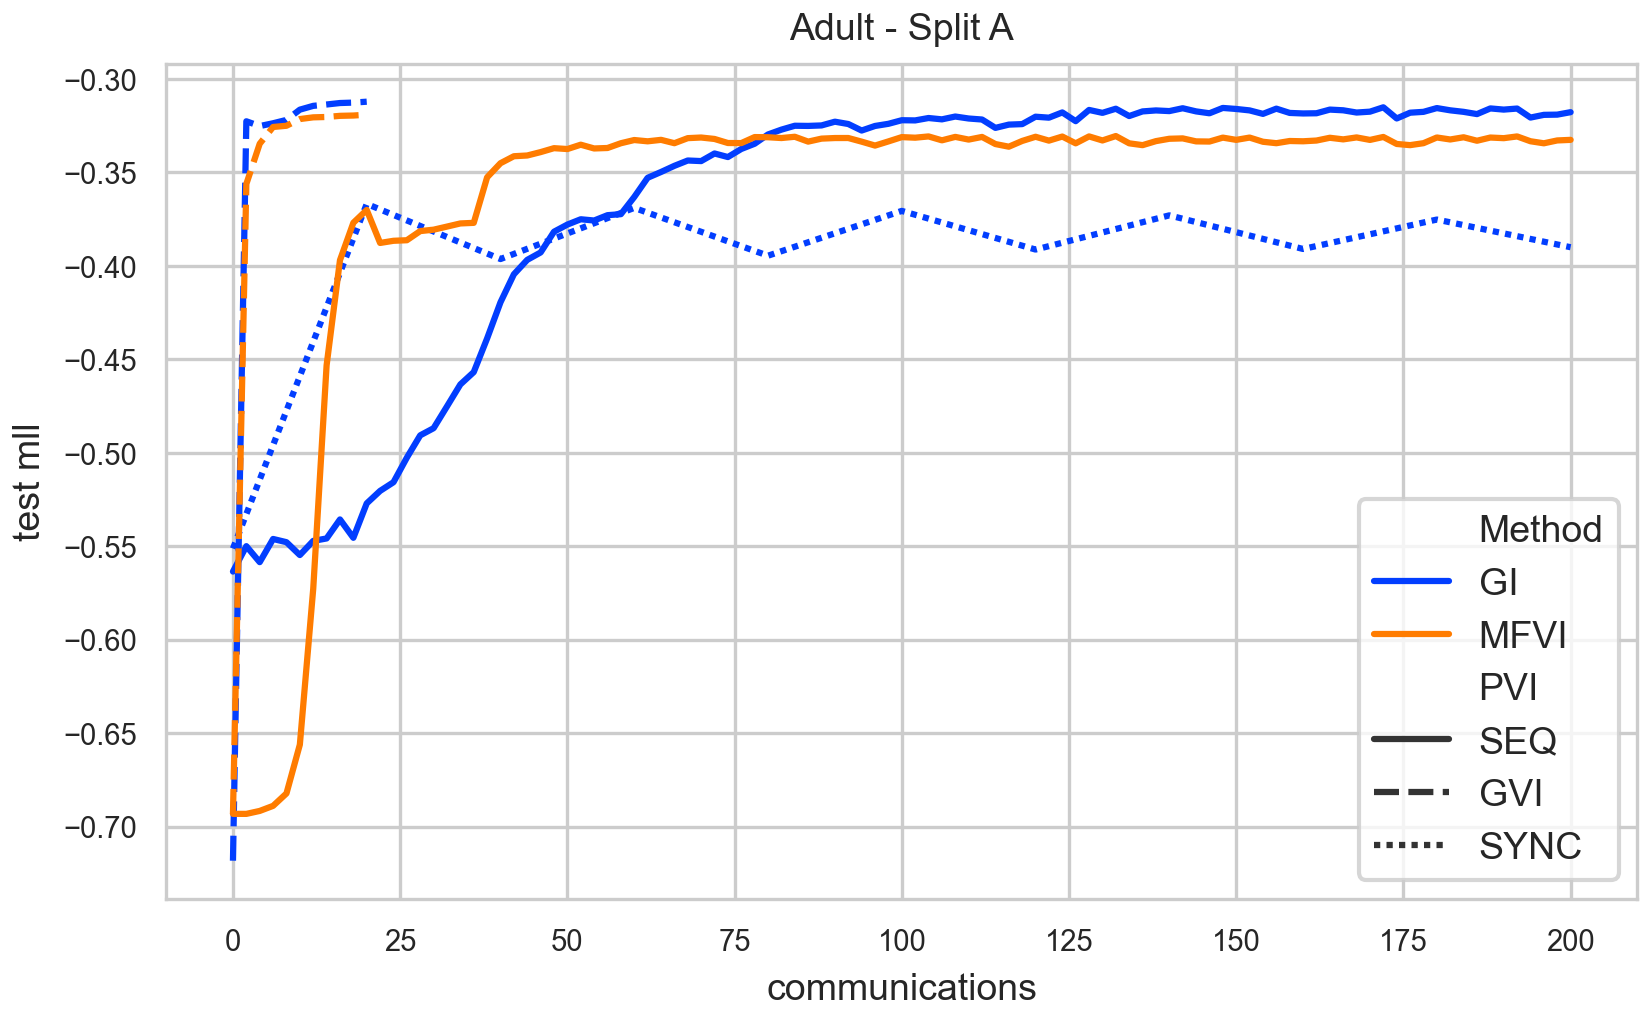 Adult - Split A
−0.30
−0.35
−0.40
−0.45
−0.50
−0.55
−0.60
−0.65
−0.70
test mll
Method
GI
MFVI
PVI
SEQ
GVI
SYNC
0 25 50 75 100 125 150 175 200
communications